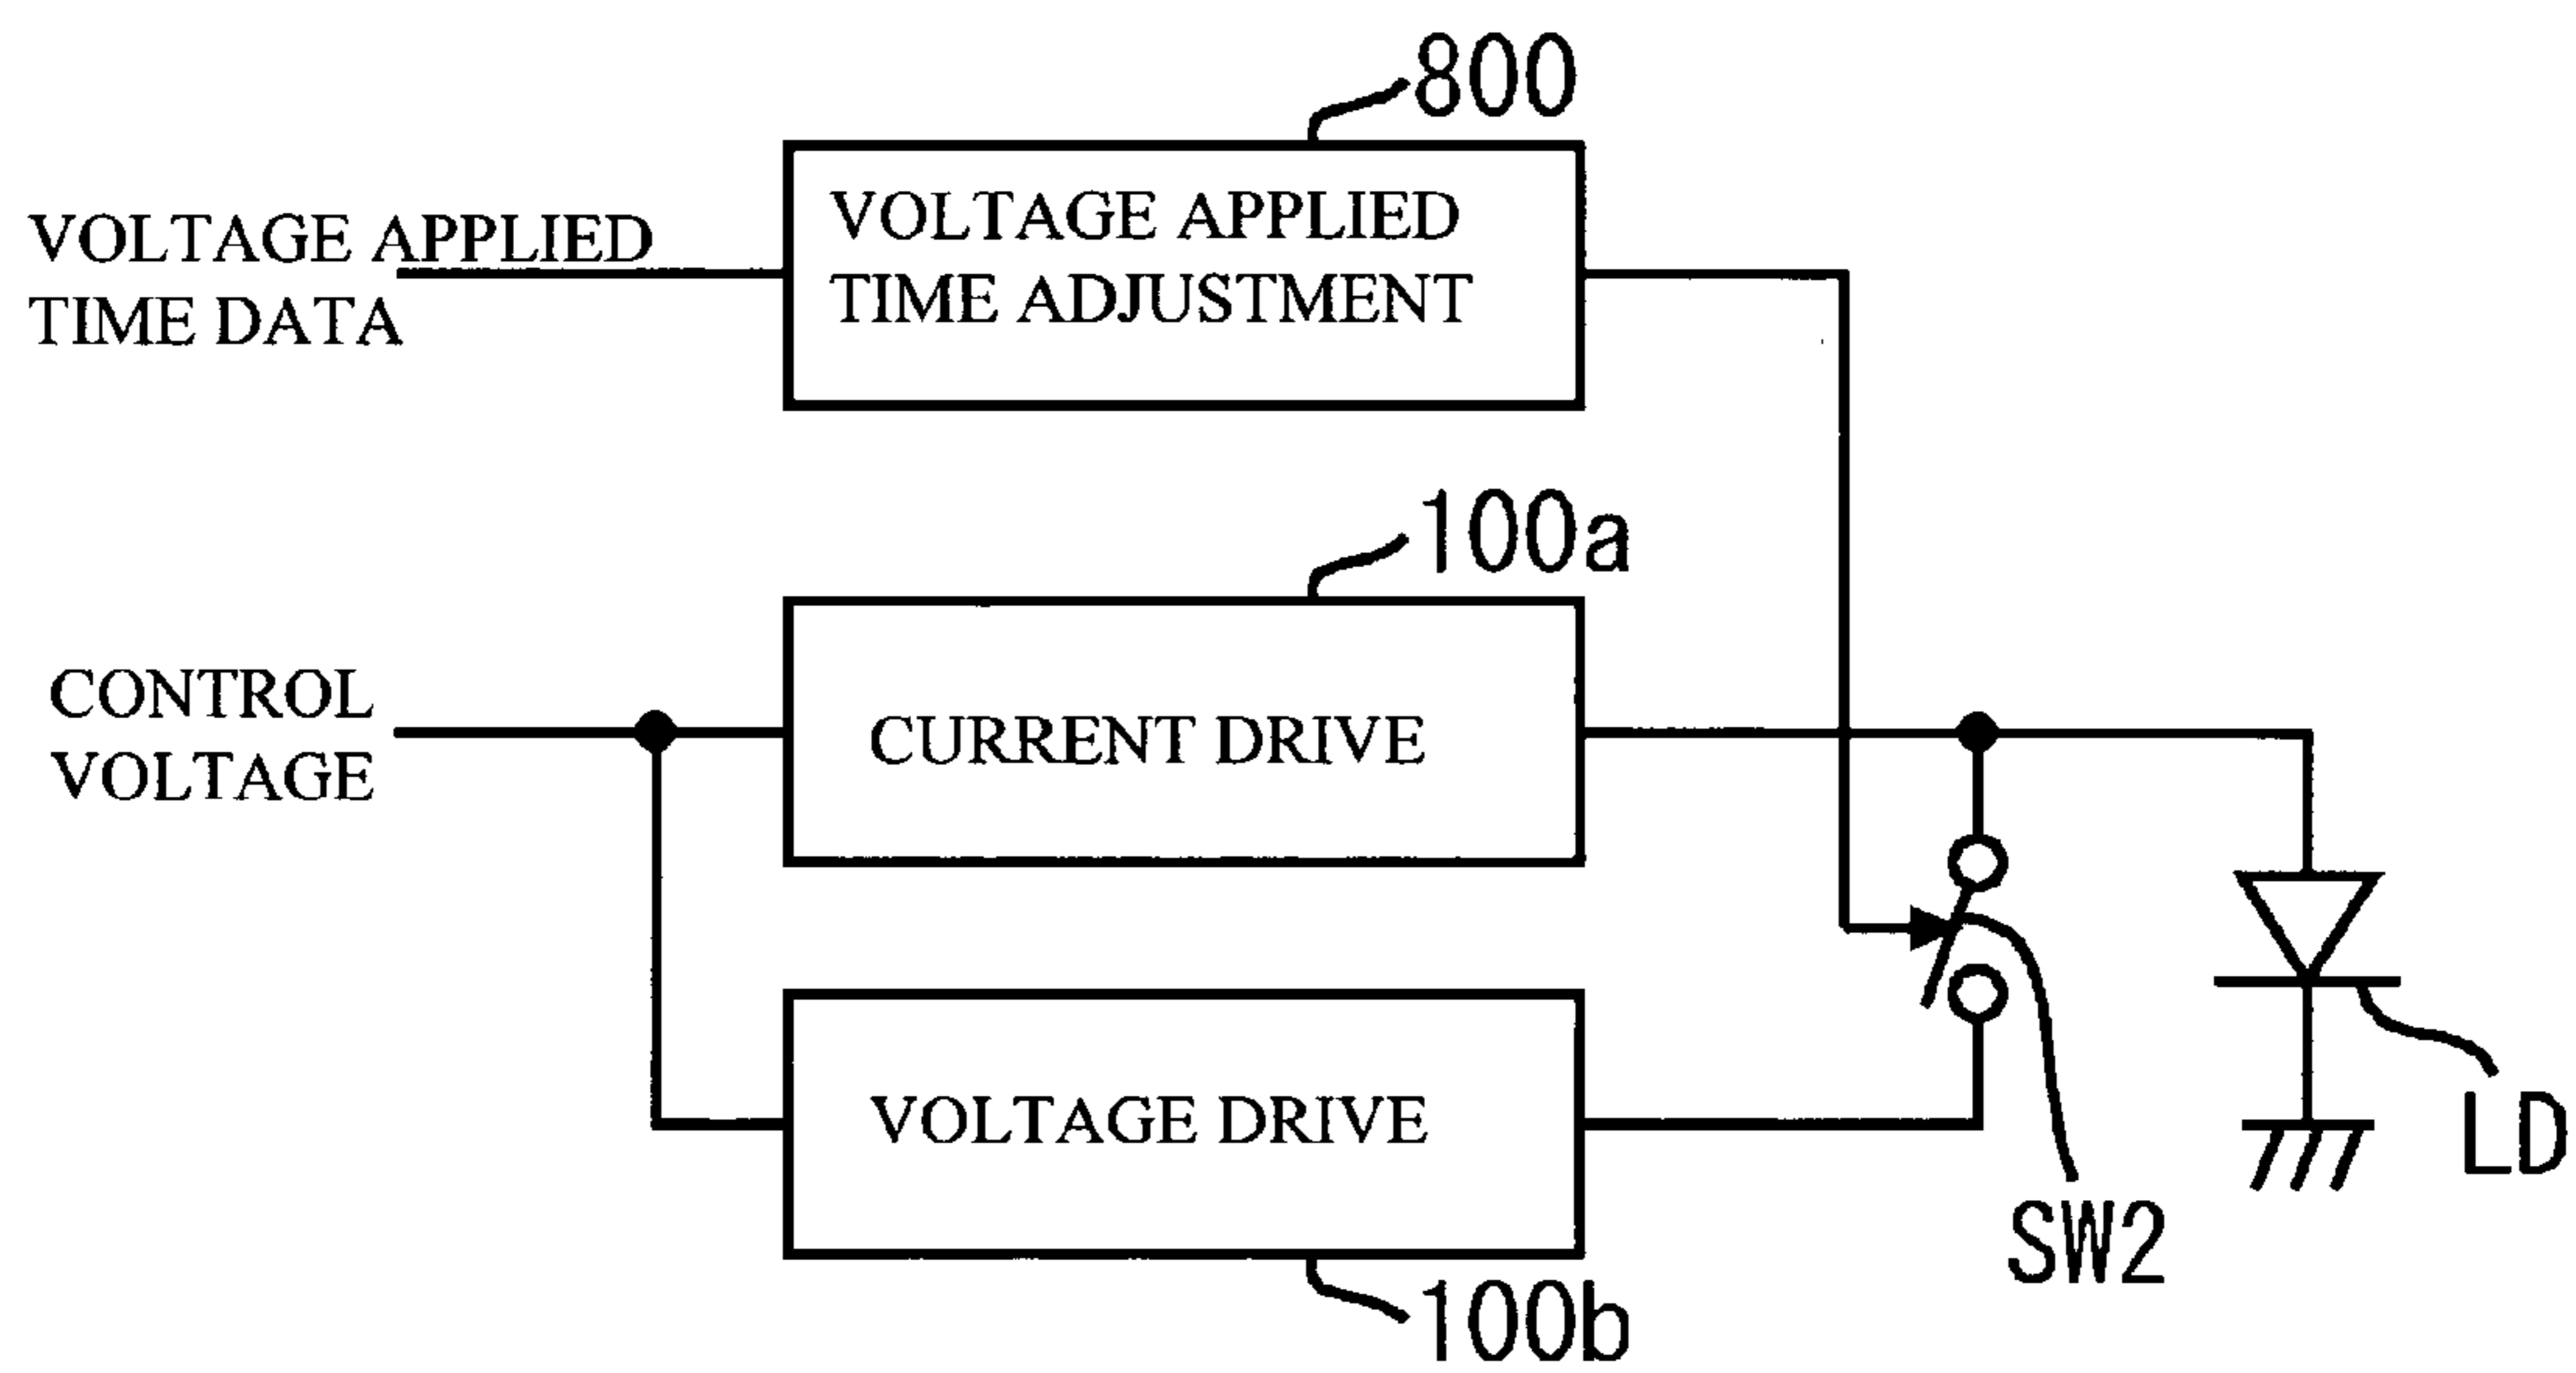 800
VOLTAGE APPLIED
TIME DATA
VOLTAGE APPLIED
TIME ADJUSTMENT
100a
CONTROL
VOLTAGE
CURRENT DRIVE
VOLTAGE DRIVE
LD
SW2
100b